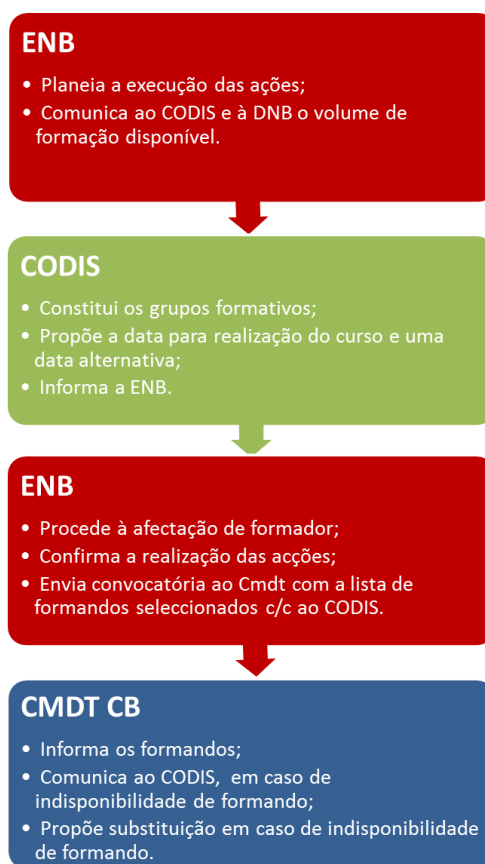 ENB
• Planeia a execução das ações;
• Comunica ao CODIS e à DNB o volume de
formação disponível.
CODIS
• Constitui os grupos formativos;
• Propõe a data para realização do curso e uma
data alternativa;
• Informa a ENB.
ENB
• Procede à afectação de formador;
• Confirma a realização das acções;
• Envia convocatória ao Cmdt com a lista de
formandos seleccionados c/c ao CODIS.
CMDT CB
• Informa os formandos;
• Comunica ao CODIS, em caso de
indisponibilidade de formando;
• Propõe substituição em caso de indisponibilidade
de formando.